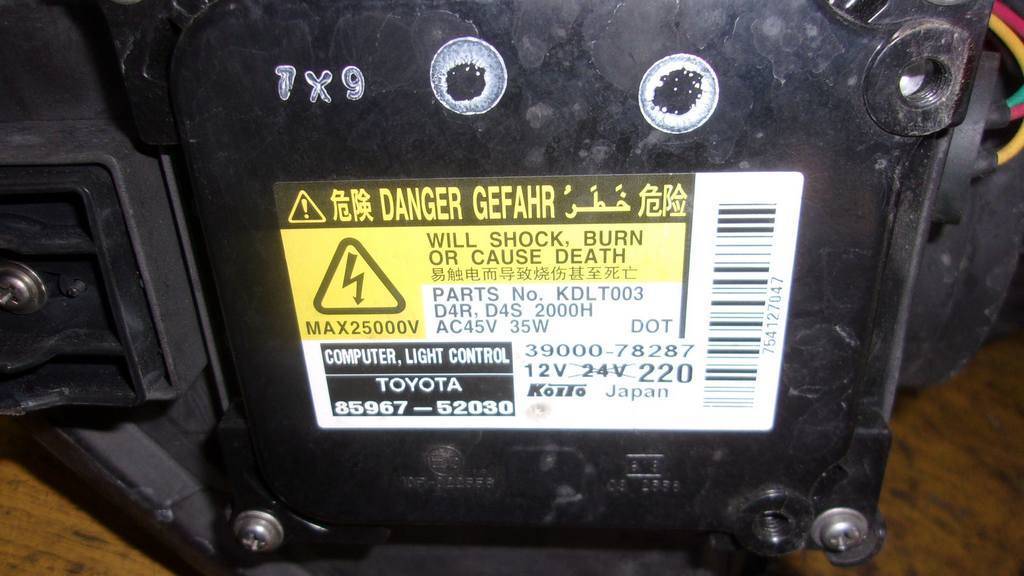 7X9
危険 DANGER GEFAHR خَطَرْ 危险
WILL SHOCK, BURN
OR CAUSE DEATH
易触电而导致烧伤甚至死亡
MAX25000V
PARTS No. KDLT003
D4R, D4S 2000H
AC45V 35W DOT
COMPUTER, LIGHT CONTROL
TOYOTA
85967-52030
39000-78287
12V 24V 220
KOITO Japan
754127047